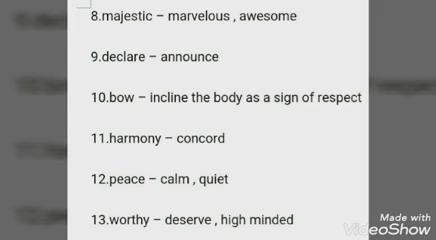 8.majestic – marvelous , awesome
9.declare – announce
10.bow – incline the body as a sign of respect
11.harmony – concord
12.peace – calm , quiet
13.worthy – deserve , high minded
Made with
VideoShow